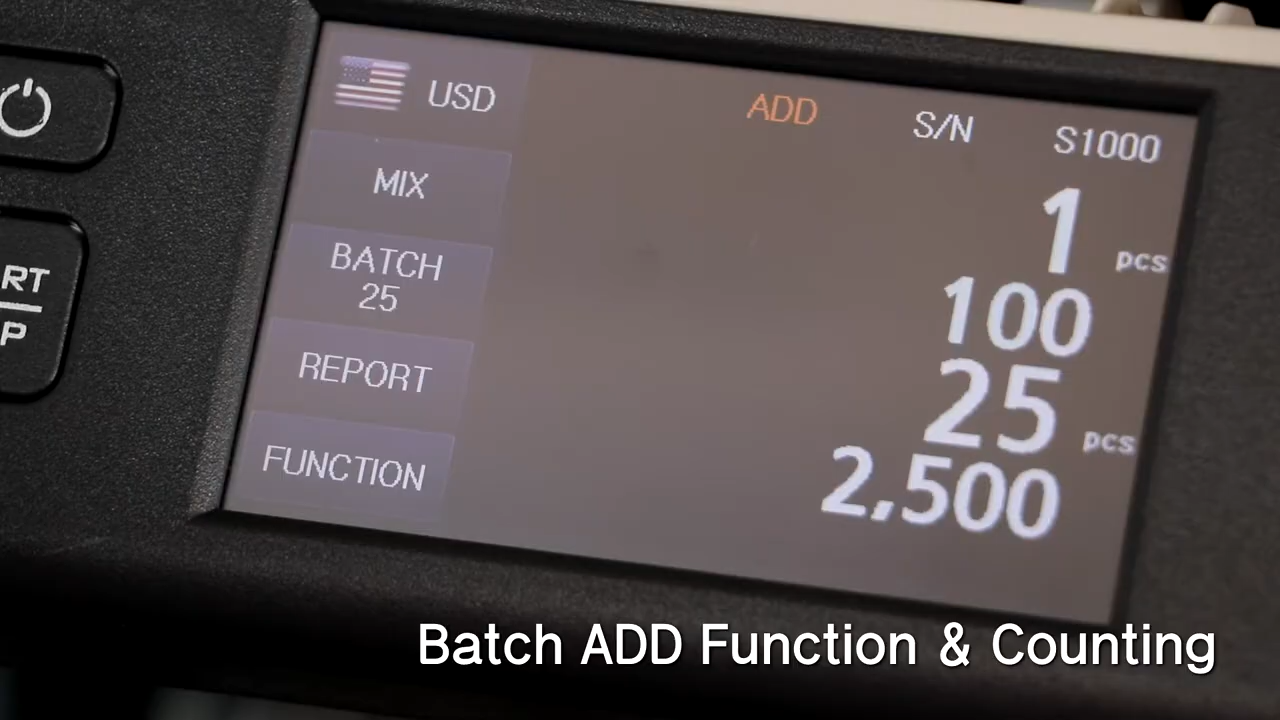 USD
ADD
S/N
S1000
MIX
BATCH
25
REPORT
FUNCTION
1 pcs
100
25 pcs
2,500
RT
P
Batch ADD Function & Counting